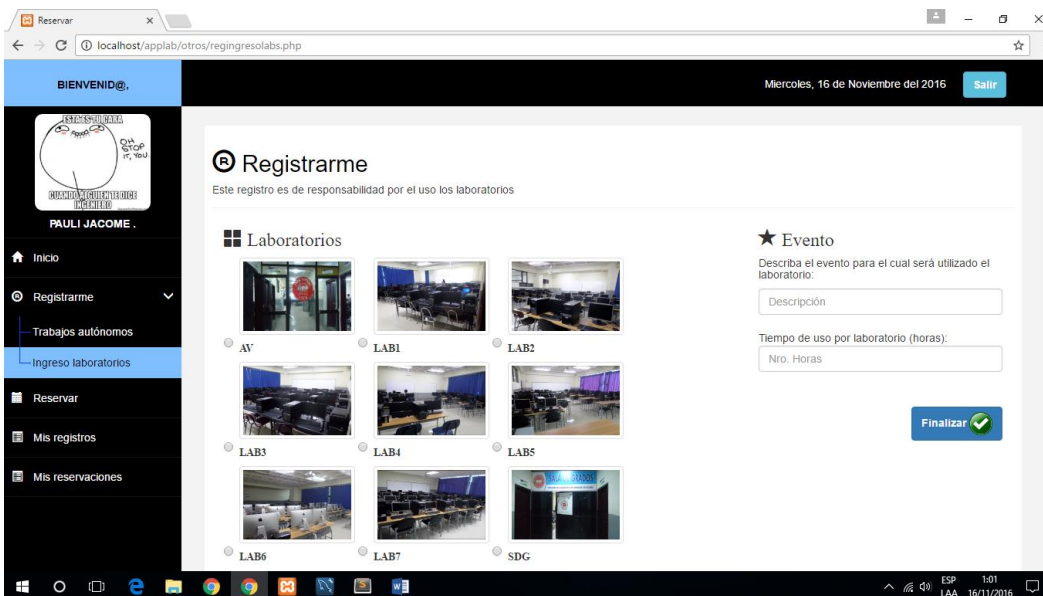 Reservar
localhost/applab/otros/regingresolabs.php
BIENVENID@,
Miercoles, 16 de Noviembre del 2016
Salir
ESTA ES TU CARA
OH STOP
IT, YOU.
CUANDO ALGUIEN TE DICE
INGENIERO
PAULI JACOME .
Inicio
Registrarme
Trabajos autónomos
Ingreso laboratorios
Reservar
Mis registros
Mis reservaciones
® Registrarme
Este registro es de responsabilidad por el uso los laboratorios
Laboratorios
AV
LAB1
LAB2
LAB3
LAB4
LAB5
LAB6
LAB7
SDG
Evento
Describa el evento para el cual será utilizado el
laboratorio:
Descripción
Tiempo de uso por laboratorio (horas):
Nro. Horas
Finalizar
ESP
LAA
1:01
16/11/2016